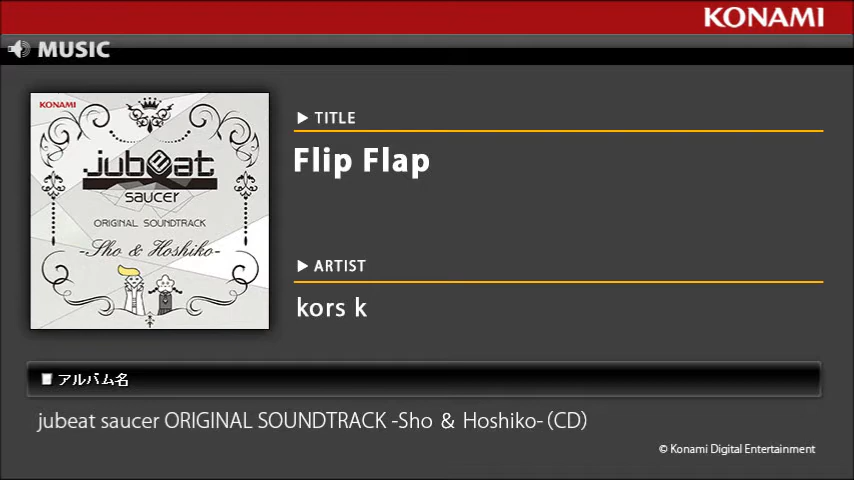 KONAMI
MUSIC
KONAMI
jubeat
saucer
ORIGINAL SOUNDTRACK
-Sho & Hoshiko-
▶ TITLE
Flip Flap
▶ ARTIST
kors k
アルバム名
jubeat saucer ORIGINAL SOUNDTRACK -Sho & Hoshiko- (CD)
© Konami Digital Entertainment